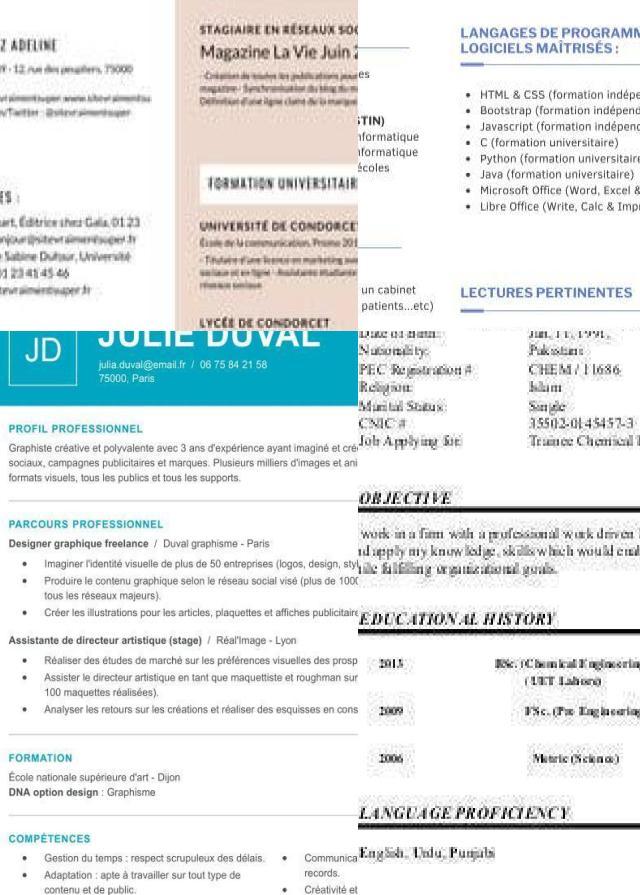 Z ADELINE
12, rue des peupliers, 75000
Éditrice chez Gala, 01 23
Sabine Dufour, Université
01 23 41 45 46
STAGIAIRE EN RÉSEAUX SOC
Magazine La Vie Juin 2
- Création de toutes les publications pour
magazine - Synchronisation du blog du m
Définition d'une ligne claire de la marque
FORMATION UNIVERSITAIR
UNIVERSITÉ DE CONDORCET
École de la communication, Promo 201
- Titulaire d'une licence en marketing
sociaux et en ligne - Assistante étudiante
réseaux sociaux
LYCÉE DE CONDORCET
es
TIN)
nformatique
nformatique
écoles
un cabinet
patients...etc)
LANGAGES DE PROGRAMM
LOGICIELS MAÎTRISÉS :
• HTML & CSS (formation indépe
• Bootstrap (formation indépend
• Javascript (formation indépenc
• C (formation universitaire)
• Python (formation universitaire
• Java (formation universitaire)
• Microsoft Office (Word, Excel &
• Libre Office (Write, Calc & Impr
LECTURES PERTINENTES
JD
JULIE DUVAL
julia.duval@email.fr / 06 75 84 21 58
75000, Paris
PROFIL PROFESSIONNEL
Graphiste créative et polyvalente avec 3 ans d'expérience ayant imaginé et cré
sociaux, campagnes publicitaires et marques. Plusieurs milliers d'images et ani
formats visuels, tous les publics et tous les supports.
PARCOURS PROFESSIONNEL
Designer graphique freelance / Duval graphisme - Paris
• Imaginer l'identité visuelle de plus de 50 entreprises (logos, design, styl
• Produire le contenu graphique selon le réseau social visé (plus de 1000
tous les réseaux majeurs).
• Créer les illustrations pour les articles, plaquettes et affiches publicitaire
Assistante de directeur artistique (stage) / Réal'Image - Lyon
• Réaliser des études de marché sur les préférences visuelles des prosp
• Assister le directeur artistique en tant que maquettiste et roughman sur
100 maquettes réalisées).
• Analyser les retours sur les créations et réaliser des esquisses en cons
FORMATION
École nationale supérieure d'art - Dijon
DNA option design : Graphisme
COMPÉTENCES
• Gestion du temps : respect scrupuleux des délais.
• Adaptation : apte à travailler sur tout type de
contenu et de public.
• Communica
records.
• Créativité et
Date of Birth: Jan, 11, 1991,
Nationality: Pakistani
PEC Registration # CHEM / 11686
Religion: Islam
Marital Status: Single
CNIC # 35502-0145457-3
Job Applying for: Trainee Chemical E
OBJECTIVE
work in a firm with a professional work driven
nd apply my knowledge, skills which would enab
ile fulfilling organizational goals.
EDUCATIONAL HISTORY
2013 BSc. (Chemical Engineering
(UET Lahore)
2009 FSc. (Pre Engineering
2006 Metric (Science)
LANGUAGE PROFICIENCY
English, Urdu, Punjabi